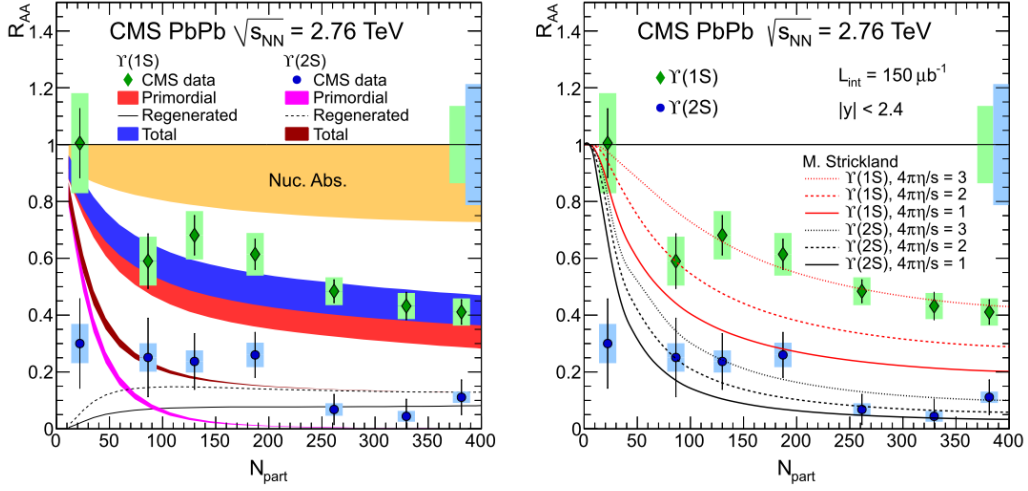 CMS PbPb √s_NN = 2.76 TeV
R_AA
1.4
1.2
1
0.8
0.6
0.4
0.2
0
ϒ(1S) ϒ(2S)
CMS data CMS data
Primordial Primordial
Regenerated Regenerated
Total Total
Nuc. Abs.
0 50 100 150 200 250 300 350 400
N_part
CMS PbPb √s_NN = 2.76 TeV
R_AA
1.4
1.2
1
0.8
0.6
0.4
0.2
0
ϒ(1S) L_int = 150 μb⁻¹
ϒ(2S) |y| < 2.4
M. Strickland
ϒ(1S), 4πη/s = 3
ϒ(1S), 4πη/s = 2
ϒ(1S), 4πη/s = 1
ϒ(2S), 4πη/s = 3
ϒ(2S), 4πη/s = 2
ϒ(2S), 4πη/s = 1
0 50 100 150 200 250 300 350 400
N_part